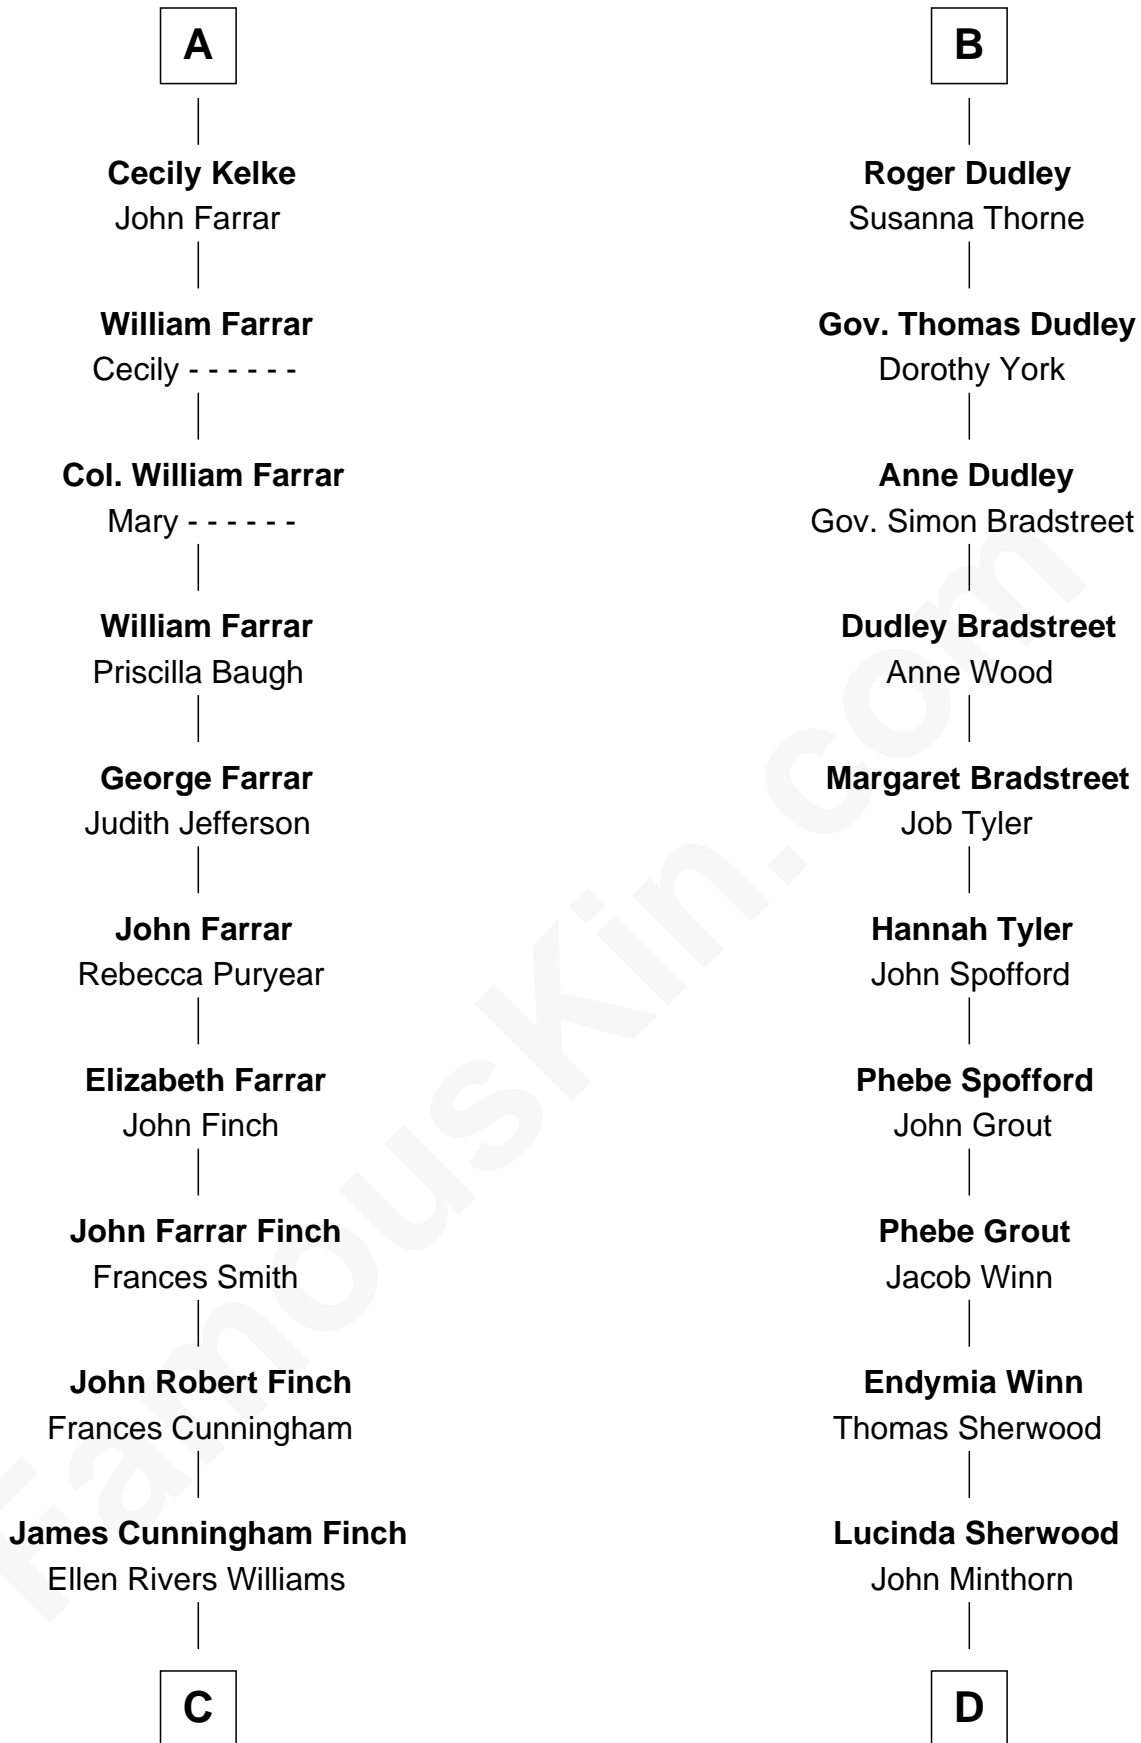 A
Cecily Kelke
John Farrar
William Farrar
Cecily - - - - - -
Col. William Farrar
Mary - - - - - -
William Farrar
Priscilla Baugh
George Farrar
Judith Jefferson
John Farrar
Rebecca Puryear
Elizabeth Farrar
John Finch
John Farrar Finch
Frances Smith
John Robert Finch
Frances Cunningham
James Cunningham Finch
Ellen Rivers Williams
C
B
Roger Dudley
Susanna Thorne
Gov. Thomas Dudley
Dorothy York
Anne Dudley
Gov. Simon Bradstreet
Dudley Bradstreet
Anne Wood
Margaret Bradstreet
Job Tyler
Hannah Tyler
John Spofford
Phebe Spofford
John Grout
Phebe Grout
Jacob Winn
Endymia Winn
Thomas Sherwood
Lucinda Sherwood
John Minthorn
D
FamousKin.com